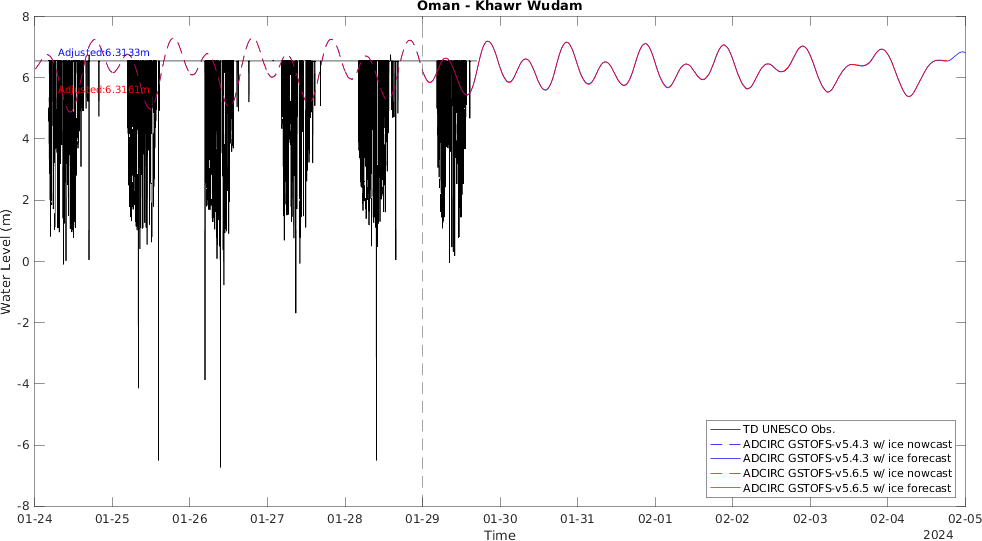 Oman - Khawr Wudam
8
6
4
2
0
-2
-4
-6
-8
Water Level (m)
Adjusted:6.3133m
Adjusted:6.3161m
TD UNESCO Obs.
ADCIRC GSTOFS-v5.4.3 w/ ice nowcast
ADCIRC GSTOFS-v5.4.3 w/ ice forecast
ADCIRC GSTOFS-v5.6.5 w/ ice nowcast
ADCIRC GSTOFS-v5.6.5 w/ ice forecast
01-24 01-25 01-26 01-27 01-28 01-29 01-30 01-31 02-01 02-02 02-03 02-04 02-05
Time
2024